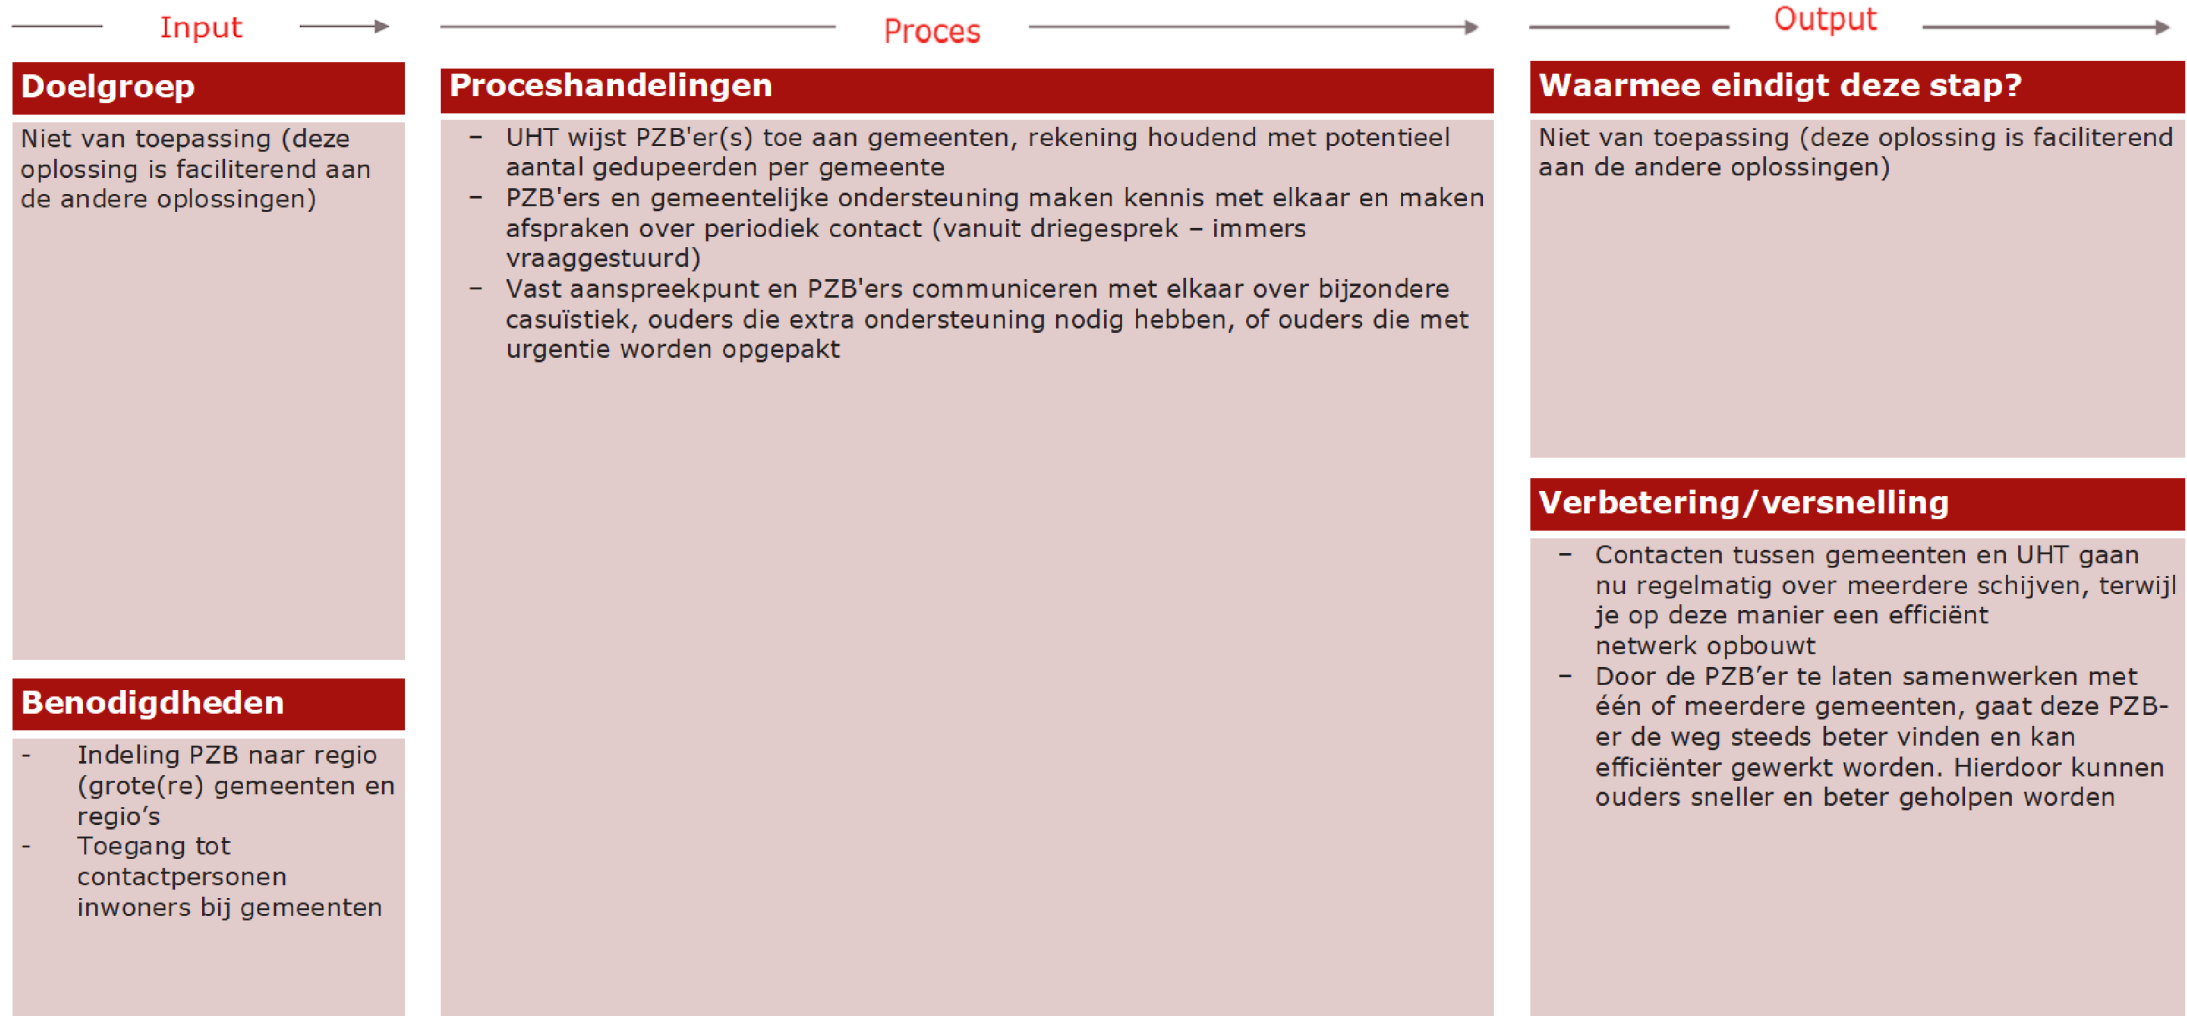 Input
Proces
Output
Doelgroep
Niet van toepassing (deze
oplossing is faciliterend aan
de andere oplossingen)
Benodigdheden
- Indeling PZB naar regio
(grote(re) gemeenten en
regio’s
- Toegang tot
contactpersonen
inwoners bij gemeenten
Proceshandelingen
– UHT wijst PZB'er(s) toe aan gemeenten, rekening houdend met potentieel
aantal gedupeerden per gemeente
– PZB'ers en gemeentelijke ondersteuning maken kennis met elkaar en maken
afspraken over periodiek contact (vanuit driegesprek – immers
vraaggestuurd)
– Vast aanspreekpunt en PZB'ers communiceren met elkaar over bijzondere
casuïstiek, ouders die extra ondersteuning nodig hebben, of ouders die met
urgentie worden opgepakt
Waarmee eindigt deze stap?
Niet van toepassing (deze oplossing is faciliterend
aan de andere oplossingen)
Verbetering/versnelling
– Contacten tussen gemeenten en UHT gaan
nu regelmatig over meerdere schijven, terwijl
je op deze manier een efficiënt
netwerk opbouwt
– Door de PZB’er te laten samenwerken met
één of meerdere gemeenten, gaat deze PZB-
er de weg steeds beter vinden en kan
efficiënter gewerkt worden. Hierdoor kunnen
ouders sneller en beter geholpen worden